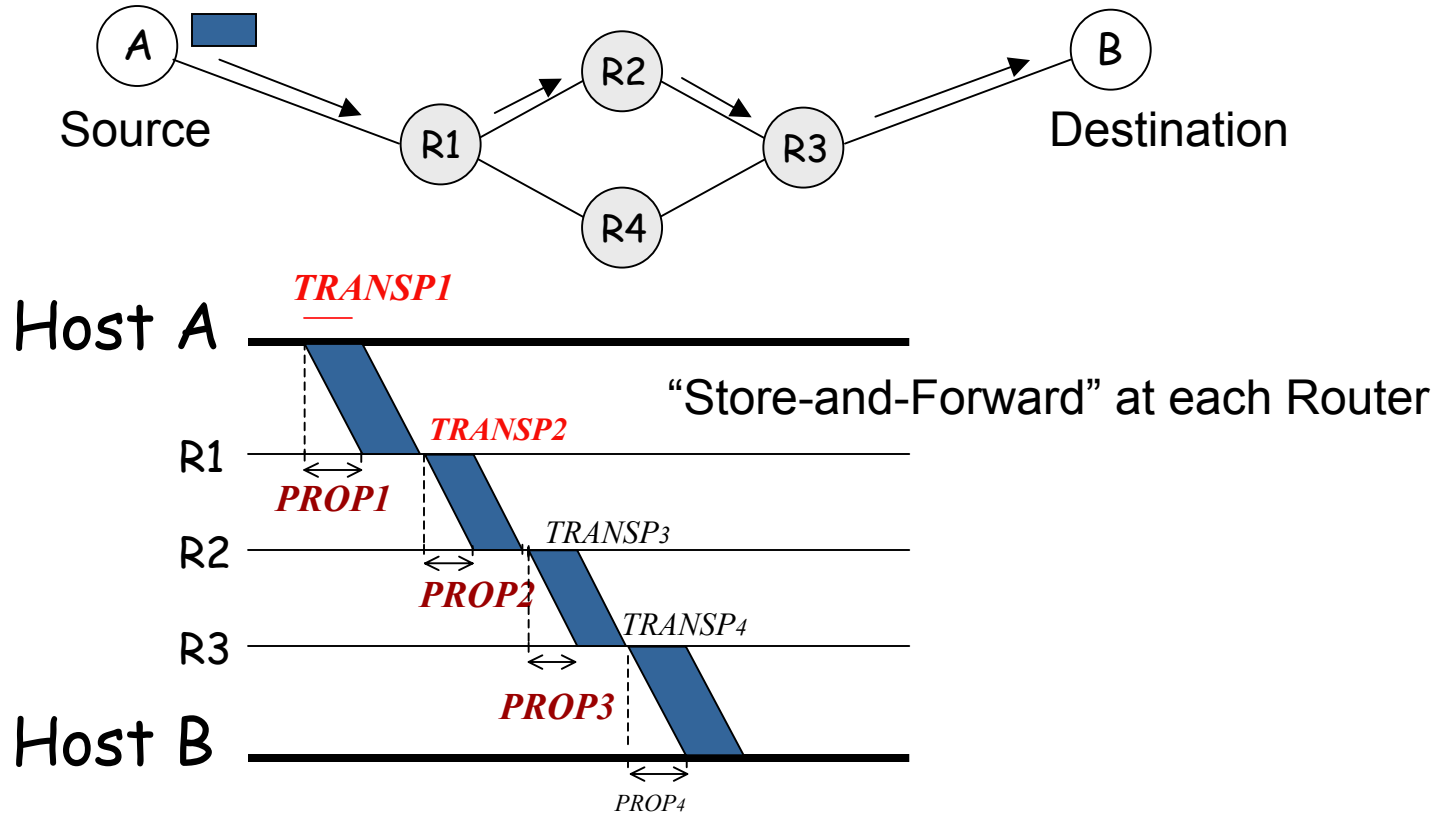 A
R2
B
Source
R1
R3
Destination
R4
TRANSP1
Host A
“Store-and-Forward” at each Router
TRANSP2
R1
PROP1
TRANSP3
R2
PROP2
TRANSP4
R3
PROP3
Host B
PROP4